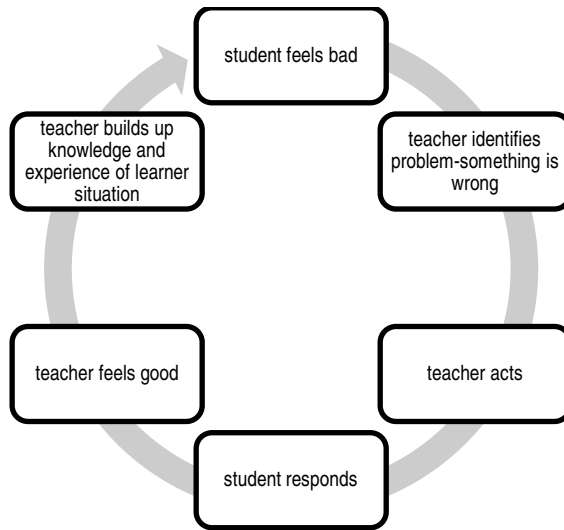 student feels bad
teacher identifies
problem-something is
wrong
teacher acts
student responds
teacher feels good
teacher builds up
knowledge and
experience of learner
situation